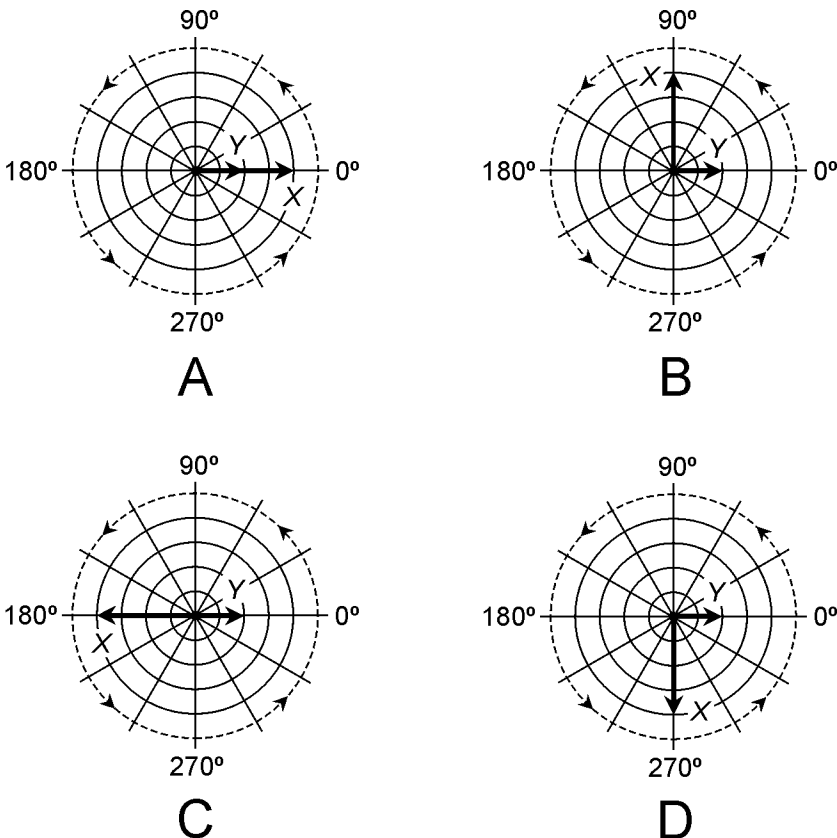 90º 90º
Y X Y
180º 0º 180º 0º
X
270º 270º
A B
90º 90º
Y Y
180º 0º 180º 0º
X X
270º 270º
C D